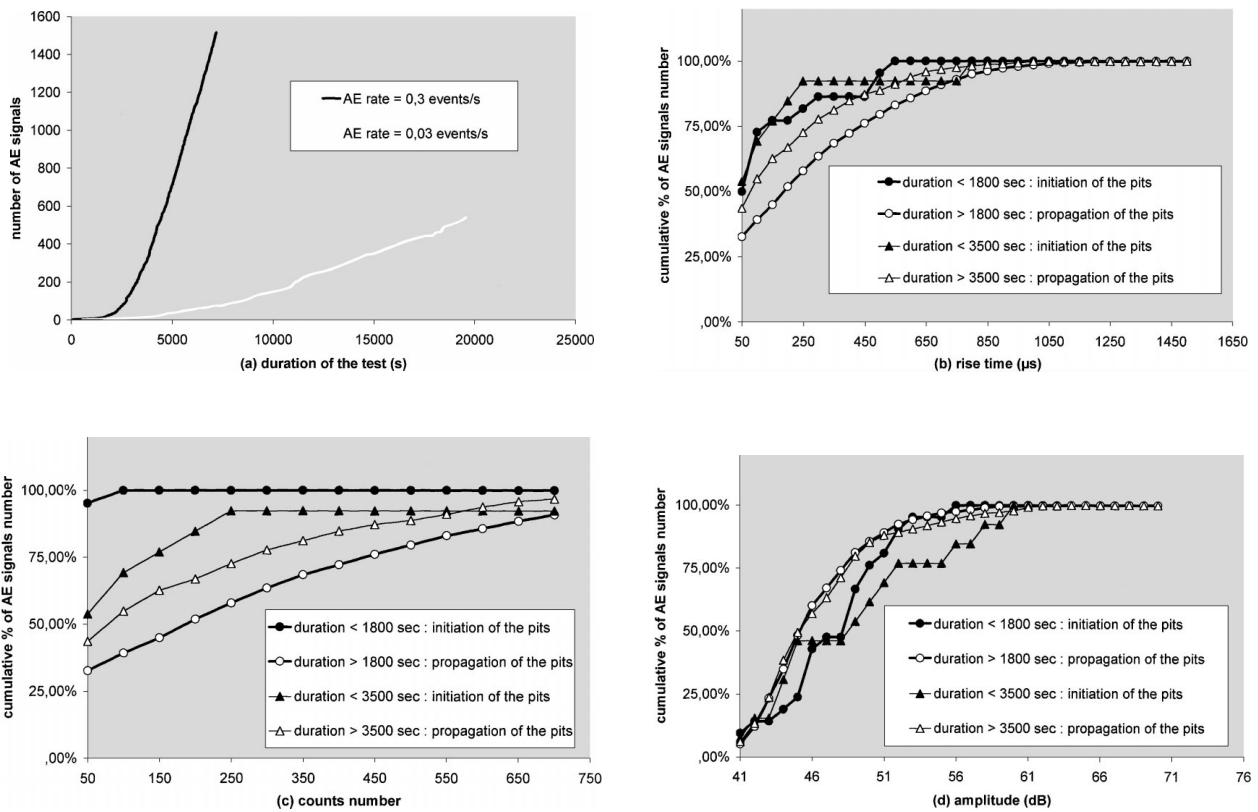 1600
1400
1200
1000
800
600
400
200
0
number of AE signals
AE rate = 0,3 events/s
AE rate = 0,03 events/s
0 5000 10000 15000 20000 25000
(a) duration of the test (s)
100,00%
75,00%
50,00%
25,00%
,00%
cumulative % of AE signals number
duration < 1800 sec : initiation of the pits
duration > 1800 sec : propagation of the pits
duration < 3500 sec : initiation of the pits
duration > 3500 sec : propagation of the pits
50 250 450 650 850 1050 1250 1450 1650
(b) rise time (µs)
100,00%
75,00%
50,00%
25,00%
,00%
cumulative % of AE signals number
duration < 1800 sec : initiation of the pits
duration > 1800 sec : propagation of the pits
duration < 3500 sec : initiation of the pits
duration > 3500 sec : propagation of the pits
50 150 250 350 450 550 650 750
(c) counts number
100,00%
75,00%
50,00%
25,00%
,00%
cumulative % of AE signals number
duration < 1800 sec : initiation of the pits
duration > 1800 sec : propagation of the pits
duration < 3500 sec : initiation of the pits
duration > 3500 sec : propagation of the pits
41 46 51 56 61 66 71 76
(d) amplitude (dB)